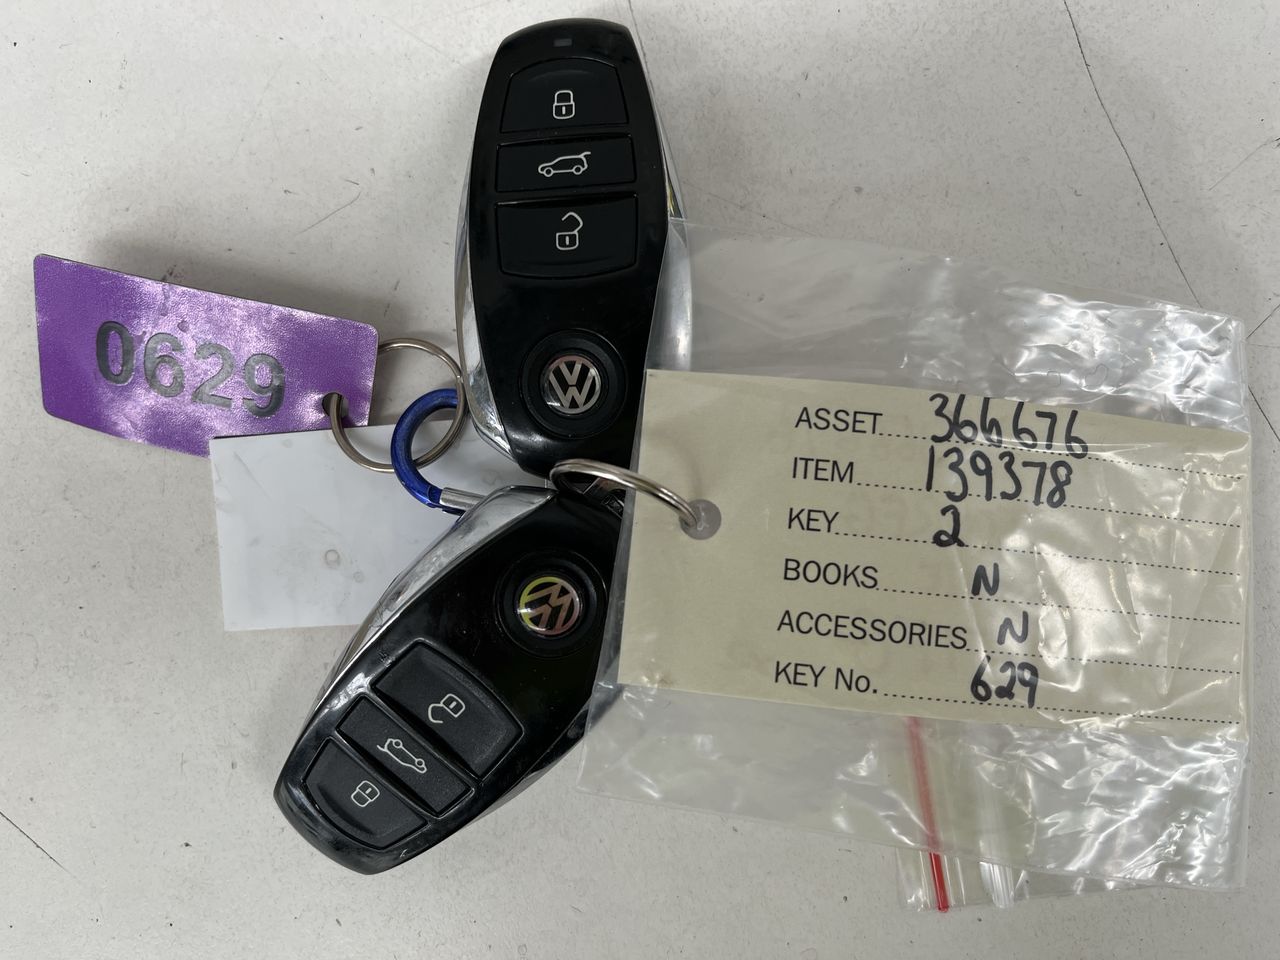 0629
ASSET 366676
ITEM 139378
KEY 2
BOOKS N
ACCESSORIES N
KEY No. 629